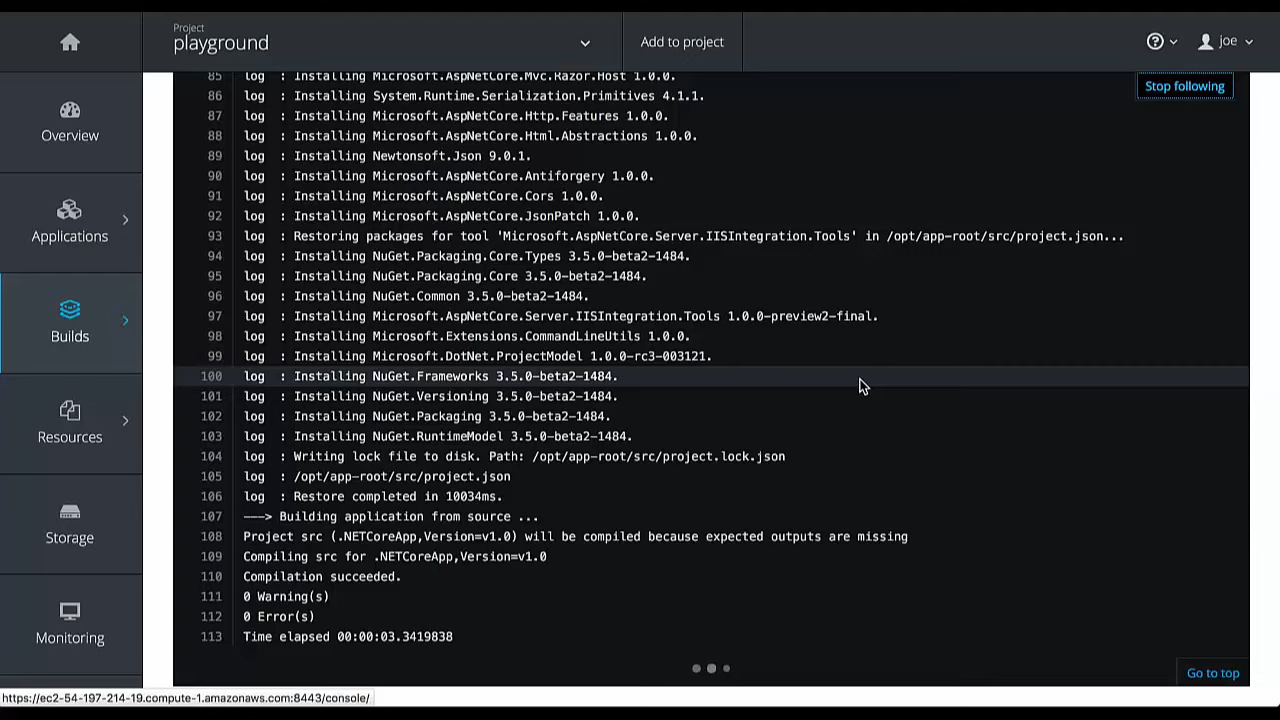 Project
playground
Add to project
joe
Overview
Applications
Builds
Resources
Storage
Monitoring
Stop following
85 log : Installing Microsoft.AspNetCore.Mvc.Razor.Host 1.0.0.
86 log : Installing System.Runtime.Serialization.Primitives 4.1.1.
87 log : Installing Microsoft.AspNetCore.Http.Features 1.0.0.
88 log : Installing Microsoft.AspNetCore.Html.Abstractions 1.0.0.
89 log : Installing Newtonsoft.Json 9.0.1.
90 log : Installing Microsoft.AspNetCore.Antiforgery 1.0.0.
91 log : Installing Microsoft.AspNetCore.Cors 1.0.0.
92 log : Installing Microsoft.AspNetCore.JsonPatch 1.0.0.
93 log : Restoring packages for tool 'Microsoft.AspNetCore.Server.IISIntegration.Tools' in /opt/app-root/src/project.json...
94 log : Installing NuGet.Packaging.Core.Types 3.5.0-beta2-1484.
95 log : Installing NuGet.Packaging.Core 3.5.0-beta2-1484.
96 log : Installing NuGet.Common 3.5.0-beta2-1484.
97 log : Installing Microsoft.AspNetCore.Server.IISIntegration.Tools 1.0.0-preview2-final.
98 log : Installing Microsoft.Extensions.CommandLineUtils 1.0.0.
99 log : Installing Microsoft.DotNet.ProjectModel 1.0.0-rc3-003121.
100 log : Installing NuGet.Frameworks 3.5.0-beta2-1484.
101 log : Installing NuGet.Versioning 3.5.0-beta2-1484.
102 log : Installing NuGet.Packaging 3.5.0-beta2-1484.
103 log : Installing NuGet.RuntimeModel 3.5.0-beta2-1484.
104 log : Writing lock file to disk. Path: /opt/app-root/src/project.lock.json
105 log : /opt/app-root/src/project.json
106 log : Restore completed in 10034ms.
107 ---> Building application from source ...
108 Project src (.NETCoreApp,Version=v1.0) will be compiled because expected outputs are missing
109 Compiling src for .NETCoreApp,Version=v1.0
110 Compilation succeeded.
111 0 Warning(s)
112 0 Error(s)
113 Time elapsed 00:00:03.3419838
Go to top
https://ec2-54-197-214-19.compute-1.amazonaws.com:8443/console/